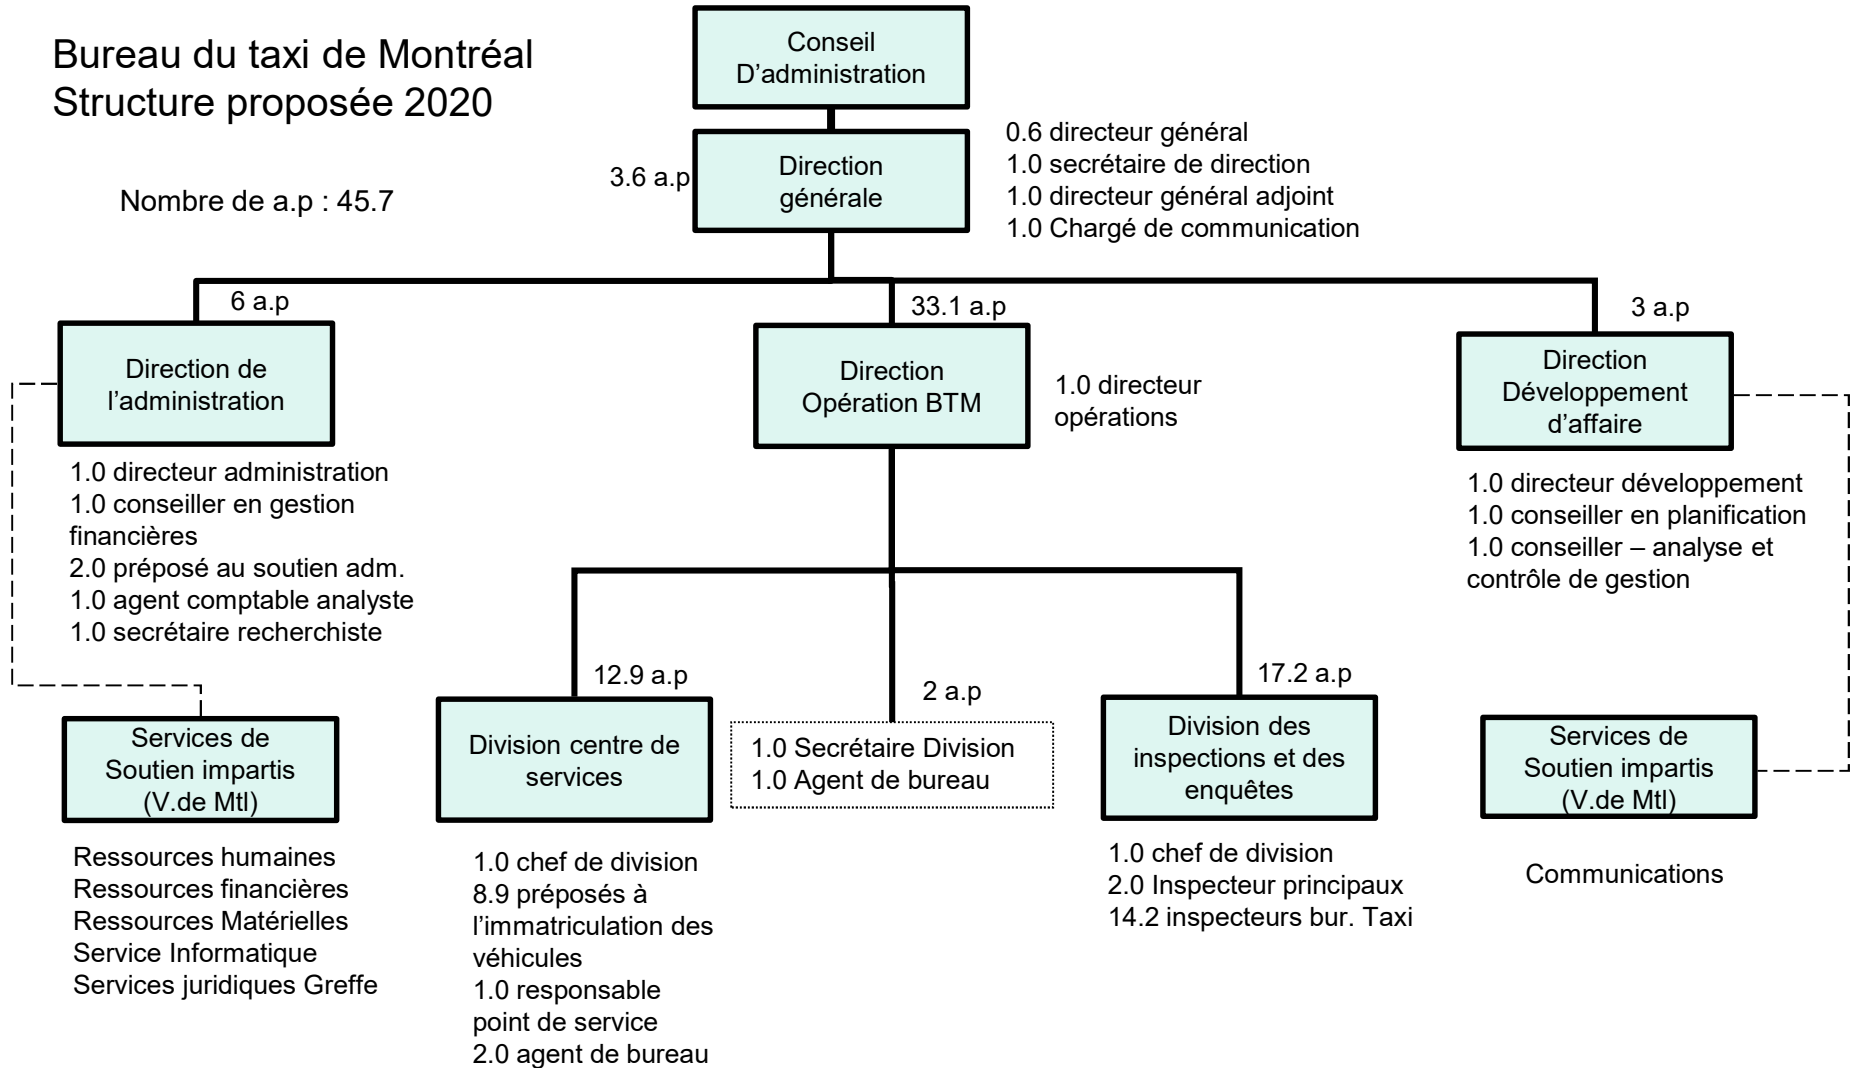 Bureau du taxi de Montréal
Structure proposée 2020
Nombre de a.p : 45.7
Conseil
D'administration
3.6 a.p
Direction
générale
0.6 directeur général
1.0 secrétaire de direction
1.0 directeur général adjoint
1.0 Chargé de communication
6 a.p
Direction de
l'administration
1.0 directeur administration
1.0 conseiller en gestion
financières
2.0 préposé au soutien adm.
1.0 agent comptable analyste
1.0 secrétaire recherchiste
33.1 a.p
Direction
Opération BTM
1.0 directeur
opérations
3 a.p
Direction
Développement
d'affaire
1.0 directeur développement
1.0 conseiller en planification
1.0 conseiller – analyse et
contrôle de gestion
Services de
Soutien impartis
(V.de Mtl)
Ressources humaines
Ressources financières
Ressources Matérielles
Service Informatique
Services juridiques Greffe
12.9 a.p
Division centre de
services
1.0 chef de division
8.9 préposés à
l'immatriculation des
véhicules
1.0 responsable
point de service
2.0 agent de bureau
2 a.p
1.0 Secrétaire Division
1.0 Agent de bureau
17.2 a.p
Division des
inspections et des
enquêtes
1.0 chef de division
2.0 Inspecteur principaux
14.2 inspecteurs bur. Taxi
Services de
Soutien impartis
(V.de Mtl)
Communications